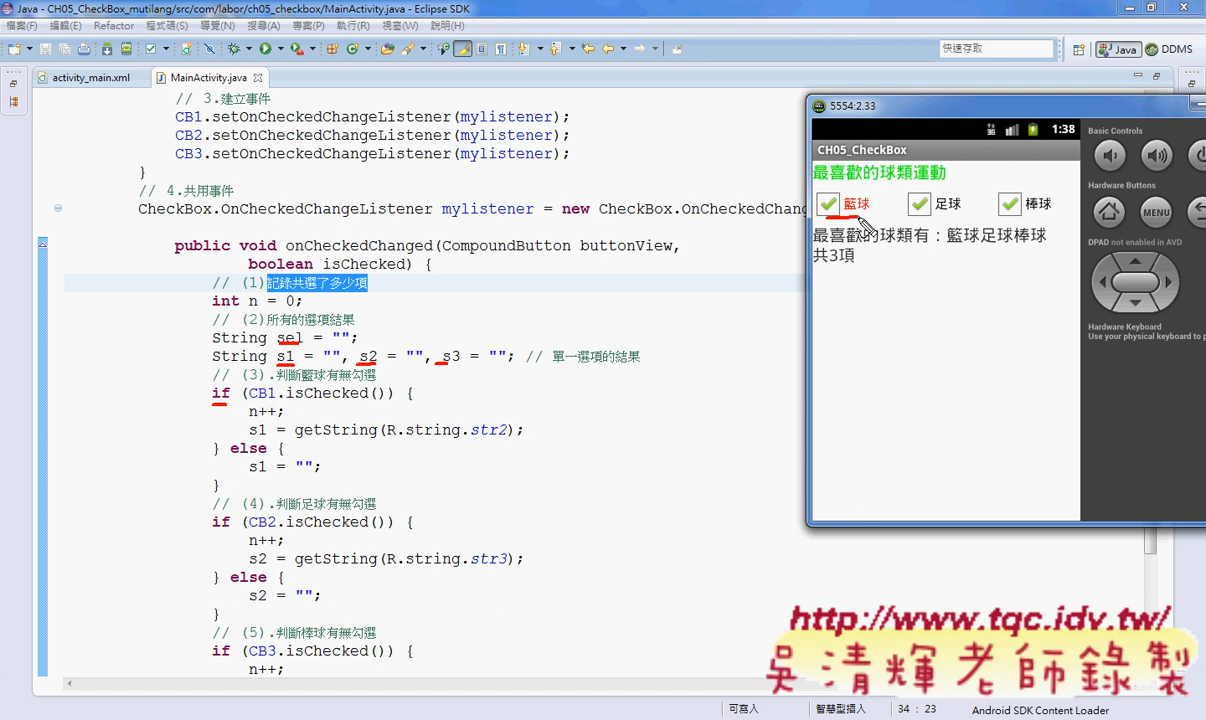 Java - CH05_CheckBox_mutilang/src/com/labor/ch05_checkbox/MainActivity.java - Eclipse SDK
檔案(F) 編輯(E) Refactor 程式碼(S) 導覽(N) 搜尋(A) 專案(P) 執行(R) 視窗(W) 說明(H)
快速存取
Java
DDMS
activity_main.xml
MainActivity.java
// 3.建立事件
CB1.setOnCheckedChangeListener(mylistener);
CB2.setOnCheckedChangeListener(mylistener);
CB3.setOnCheckedChangeListener(mylistener);
}
// 4.共用事件
CheckBox.OnCheckedChangeListener mylistener = new CheckBox.OnCheckedChang
public void onCheckedChanged(CompoundButton buttonView,
boolean isChecked) {
// (1)記錄共選了多少項
int n = 0;
// (2)所有的選項結果
String sel = "";
String s1 = "", s2 = "", s3 = ""; // 單一選項的結果
// (3).判斷籃球有無勾選
if (CB1.isChecked()) {
n++;
s1 = getString(R.string.str2);
} else {
s1 = "";
}
// (4).判斷足球有無勾選
if (CB2.isChecked()) {
n++;
s2 = getString(R.string.str3);
} else {
s2 = "";
}
// (5).判斷棒球有無勾選
if (CB3.isChecked()) {
n++;
5554:2.33
1:38
CH05_CheckBox
最喜歡的球類運動
籃球 足球 棒球
最喜歡的球類有：籃球足球棒球
共3項
Basic Controls
Hardware Buttons
MENU
DPAD not enabled in AVD
Hardware Keyboard
Use your physical keyboard to p
http://www.tqc.idv.tw/
吳清輝老師錄製
可寫入
智慧型插入
34 : 23
Android SDK Content Loader